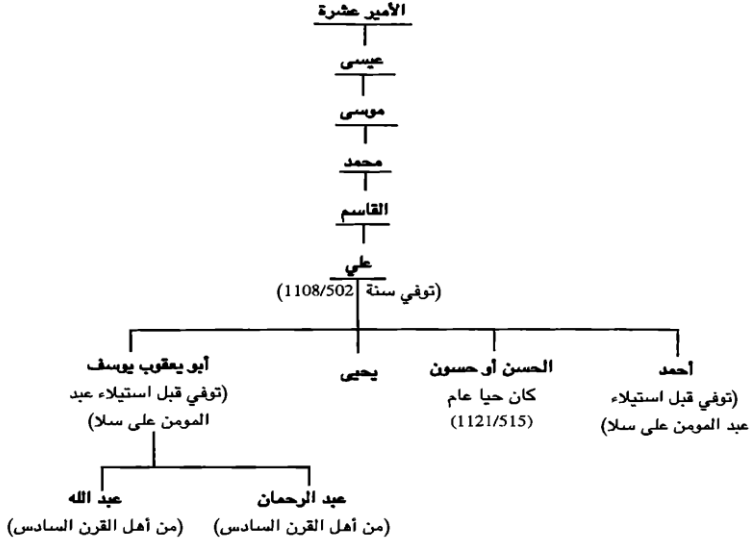 الأمير عشرة
عيسى
موسى
محمد
القاسم
علي
(توفي سنة 1108/502)
أحمد
(توفي قبل استيلاء
عبد المومن على سلا)
الحسن أو حسون
كان حيا عام
(1121/515)
يحيى
أبو يعقوب يوسف
(توفي قبل استيلاء عبد
المومن على سلا)
عبد الرحمان
(من أهل القرن السادس)
عبد الله
(من أهل القرن السادس)